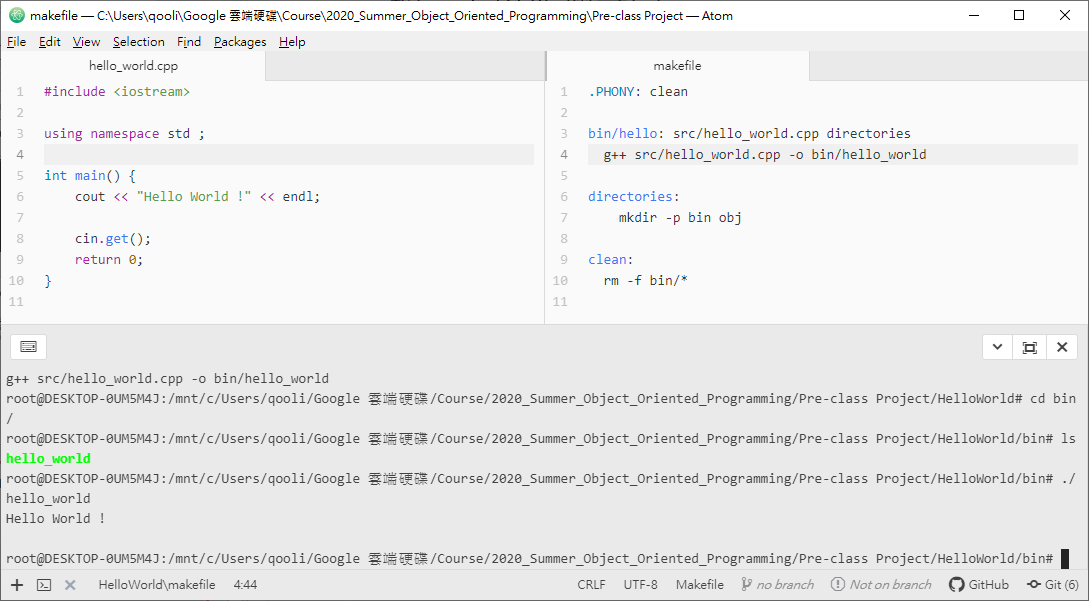 makefile — C:\Users\qooli\Google 雲端硬碟\Course\2020_Summer_Object_Oriented_Programming\Pre-class Project — Atom
File Edit View Selection Find Packages Help
hello_world.cpp
1 #include <iostream>
2
3 using namespace std ;
4
5 int main() {
6 cout << "Hello World !" << endl;
7
8 cin.get();
9 return 0;
10 }
11
makefile
1 .PHONY: clean
2
3 bin/hello: src/hello_world.cpp directories
4 g++ src/hello_world.cpp -o bin/hello_world
5
6 directories:
7 mkdir -p bin obj
8
9 clean:
10 rm -f bin/*
11
g++ src/hello_world.cpp -o bin/hello_world
root@DESKTOP-0UM5M4J:/mnt/c/Users/qooli/Google 雲端硬碟/Course/2020_Summer_Object_Oriented_Programming/Pre-class Project/HelloWorld# cd bin
/
root@DESKTOP-0UM5M4J:/mnt/c/Users/qooli/Google 雲端硬碟/Course/2020_Summer_Object_Oriented_Programming/Pre-class Project/HelloWorld/bin# ls
hello_world
root@DESKTOP-0UM5M4J:/mnt/c/Users/qooli/Google 雲端硬碟/Course/2020_Summer_Object_Oriented_Programming/Pre-class Project/HelloWorld/bin# ./
hello_world
Hello World !
root@DESKTOP-0UM5M4J:/mnt/c/Users/qooli/Google 雲端硬碟/Course/2020_Summer_Object_Oriented_Programming/Pre-class Project/HelloWorld/bin#
HelloWorld\makefile 4:44 CRLF UTF-8 Makefile no branch Not on branch GitHub Git (6)